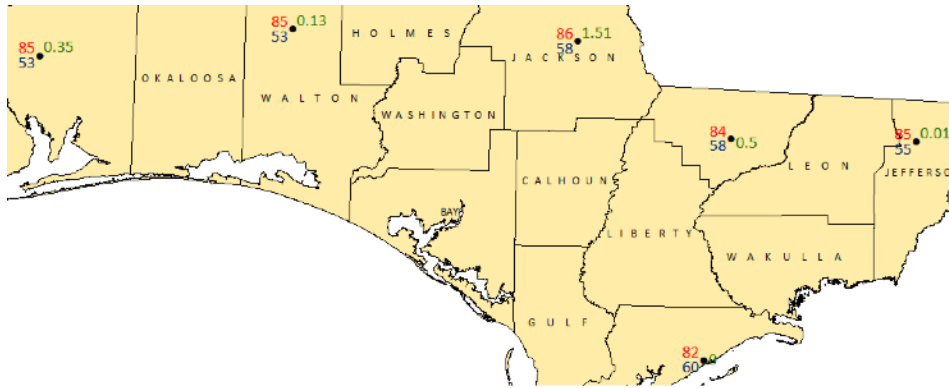 85 0.13
53
HOLMES
86 1.51
58
JACKSON
85 0.35
53
OKALOOSA
WALTON
WASHINGTON
84
58 0.5
85 0.01
55
LEON
JEFFERSO
CALHOUN
BAY
LIBERTY
WAKULLA
GULF
82
60 0